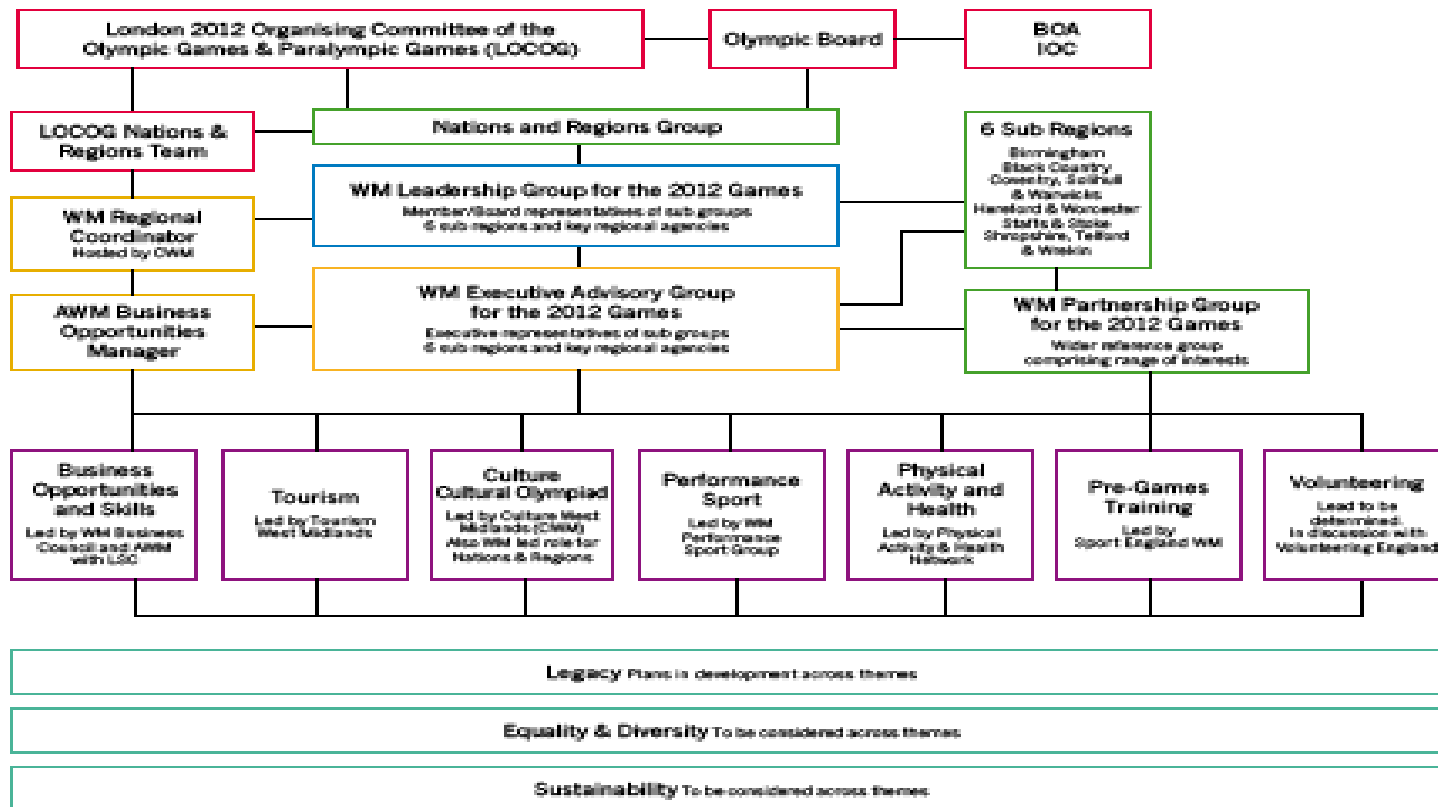 London 2012 Organising Committee of the
Olympic Games & Paralympic Games (LOCOG)
Olympic Board
BOA
IOC
LOCOG Nations &
Regions Team
Nations and Regions Group
6 Sub Regions
Birmingham
Black Country
Coventry, Solihull
& Warwicks
Hereford & Worcester
Staffs & Stoke
Shropshire, Telford
& Wrekin
WM Leadership Group for the 2012 Games
Member/Board representatives of sub groups
6 sub regions and key regional agencies
WM Regional
Coordinator
Hosted by CWM
WM Executive Advisory Group
for the 2012 Games
Executive representatives of sub groups
6 sub regions and key regional agencies
AWM Business
Opportunities
Manager
WM Partnership Group
for the 2012 Games
Wider reference group
comprising range of interests
Business
Opportunities
and Skills
Led by WM Business
Council and AWM
with LSC
Tourism
Led by Tourism
West Midlands
Culture
Cultural Olympiad
Led by Culture West
Midlands (CWM)
Also WM led role for
Nations & Regions
Performance
Sport
Led by WM
Performance
Sport Group
Physical
Activity and
Health
Led by Physical
Activity & Health
Network
Pre-Games
Training
Led by
Sport England WM
Volunteering
Lead to be
determined.
In discussion with
Volunteering England
Legacy Plans in development across themes
Equality & Diversity To be considered across themes
Sustainability To be considered across themes